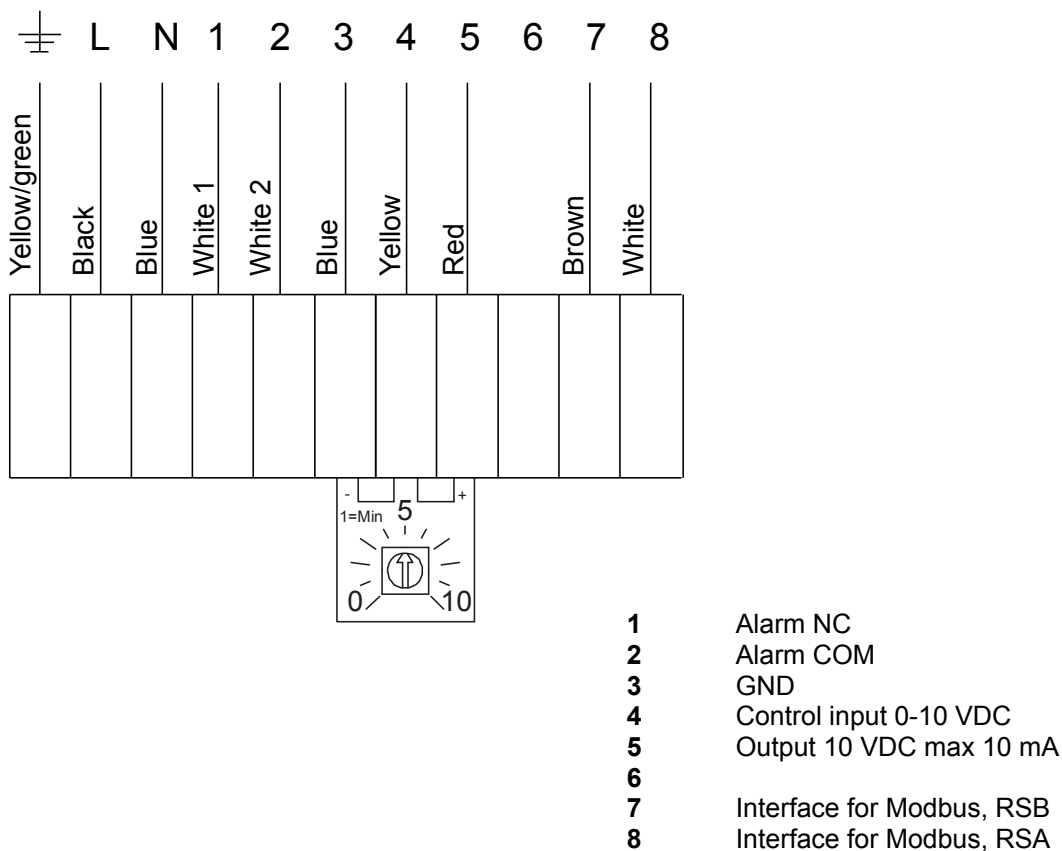 L N 1 2 3 4 5 6 7 8
Yellow/green
Black
Blue
White 1
White 2
Blue
Yellow
Red
Brown
White
- +
1=Min 5
0 10
1 Alarm NC
2 Alarm COM
3 GND
4 Control input 0-10 VDC
5 Output 10 VDC max 10 mA
6
7 Interface for Modbus, RSB
8 Interface for Modbus, RSA